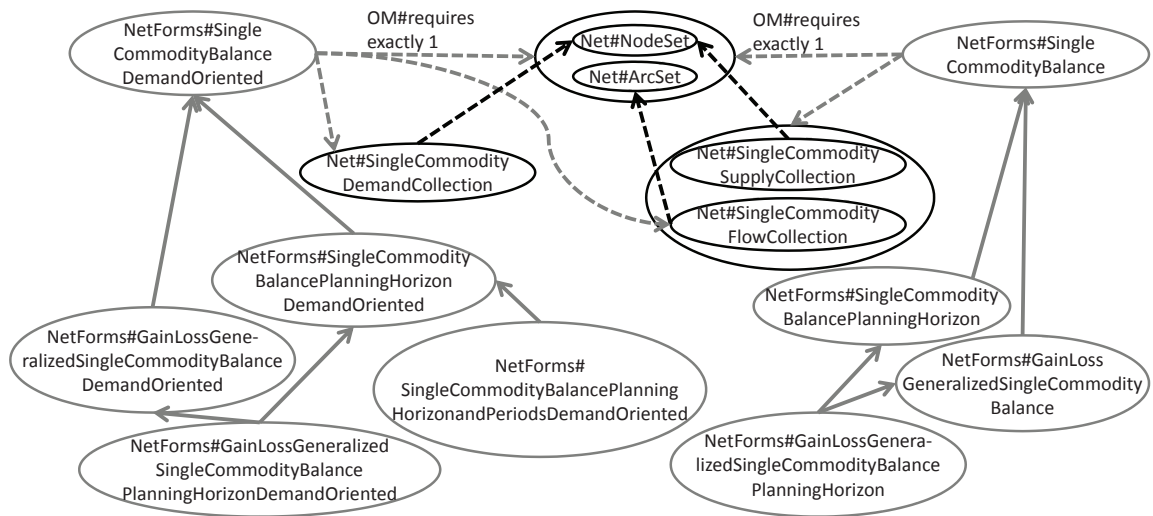 NetForms#Single
CommodityBalance
DemandOriented
OM#requires
exactly 1
Net#NodeSet
Net#ArcSet
OM#requires
exactly 1
NetForms#Single
CommodityBalance
Net#SingleCommodity
DemandCollection
Net#SingleCommodity
SupplyCollection
Net#SingleCommodity
FlowCollection
NetForms#SingleCommodity
BalancePlanningHorizon
DemandOriented
NetForms#SingleCommodity
BalancePlanningHorizon
NetForms#GainLossGene-
ralizedSingleCommodityBalance
DemandOriented
NetForms#
SingleCommodityBalancePlanning
HorizonandPeriodsDemandOriented
NetForms#GainLoss
GeneralizedSingleCommodity
Balance
NetForms#GainLossGeneralized
SingleCommodityBalance
PlanningHorizonDemandOriented
NetForms#GainLossGenera-
lizedSingleCommodityBalance
PlanningHorizon